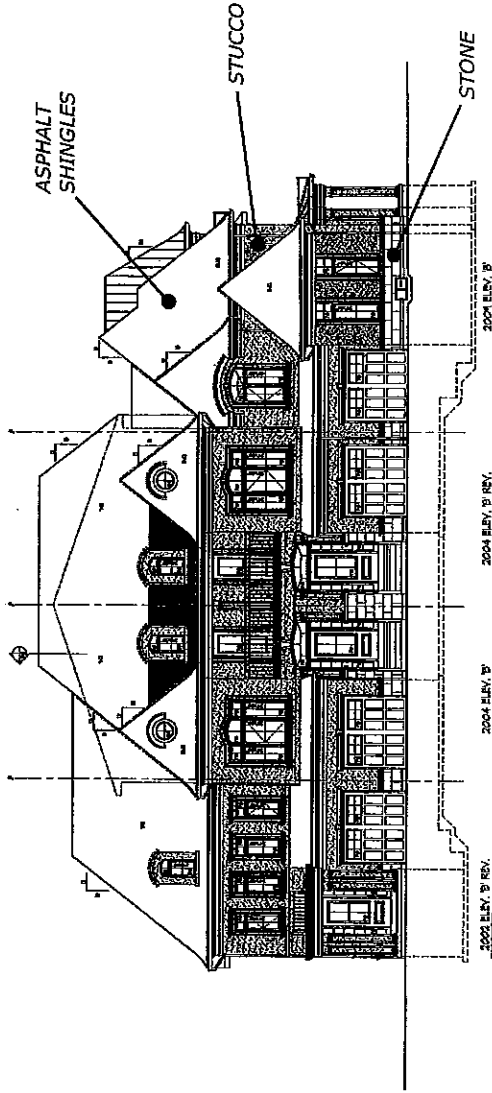 ASPHALT
SHINGLES
STUCCO
STONE
2002 ELEV. 'B' REV.
2004 ELEV. 'B'
2004 ELEV. 'B' REV.
2004 ELEV. 'B'